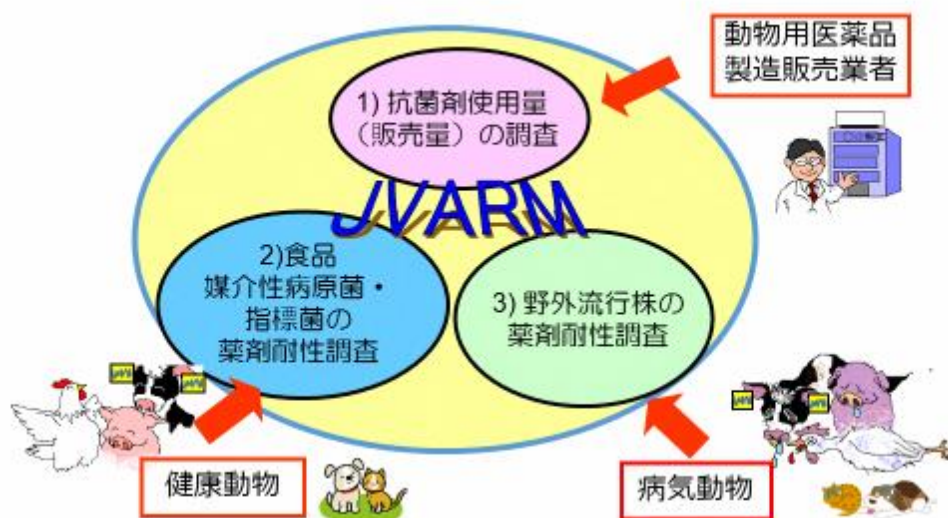 動物用医薬品
製造販売業者
1) 抗菌剤使用量
（販売量）の調査
JVARM
2)食品
媒介性病原菌・
指標菌の
薬剤耐性調査
3) 野外流行株の
薬剤耐性調査
健康動物
病気動物